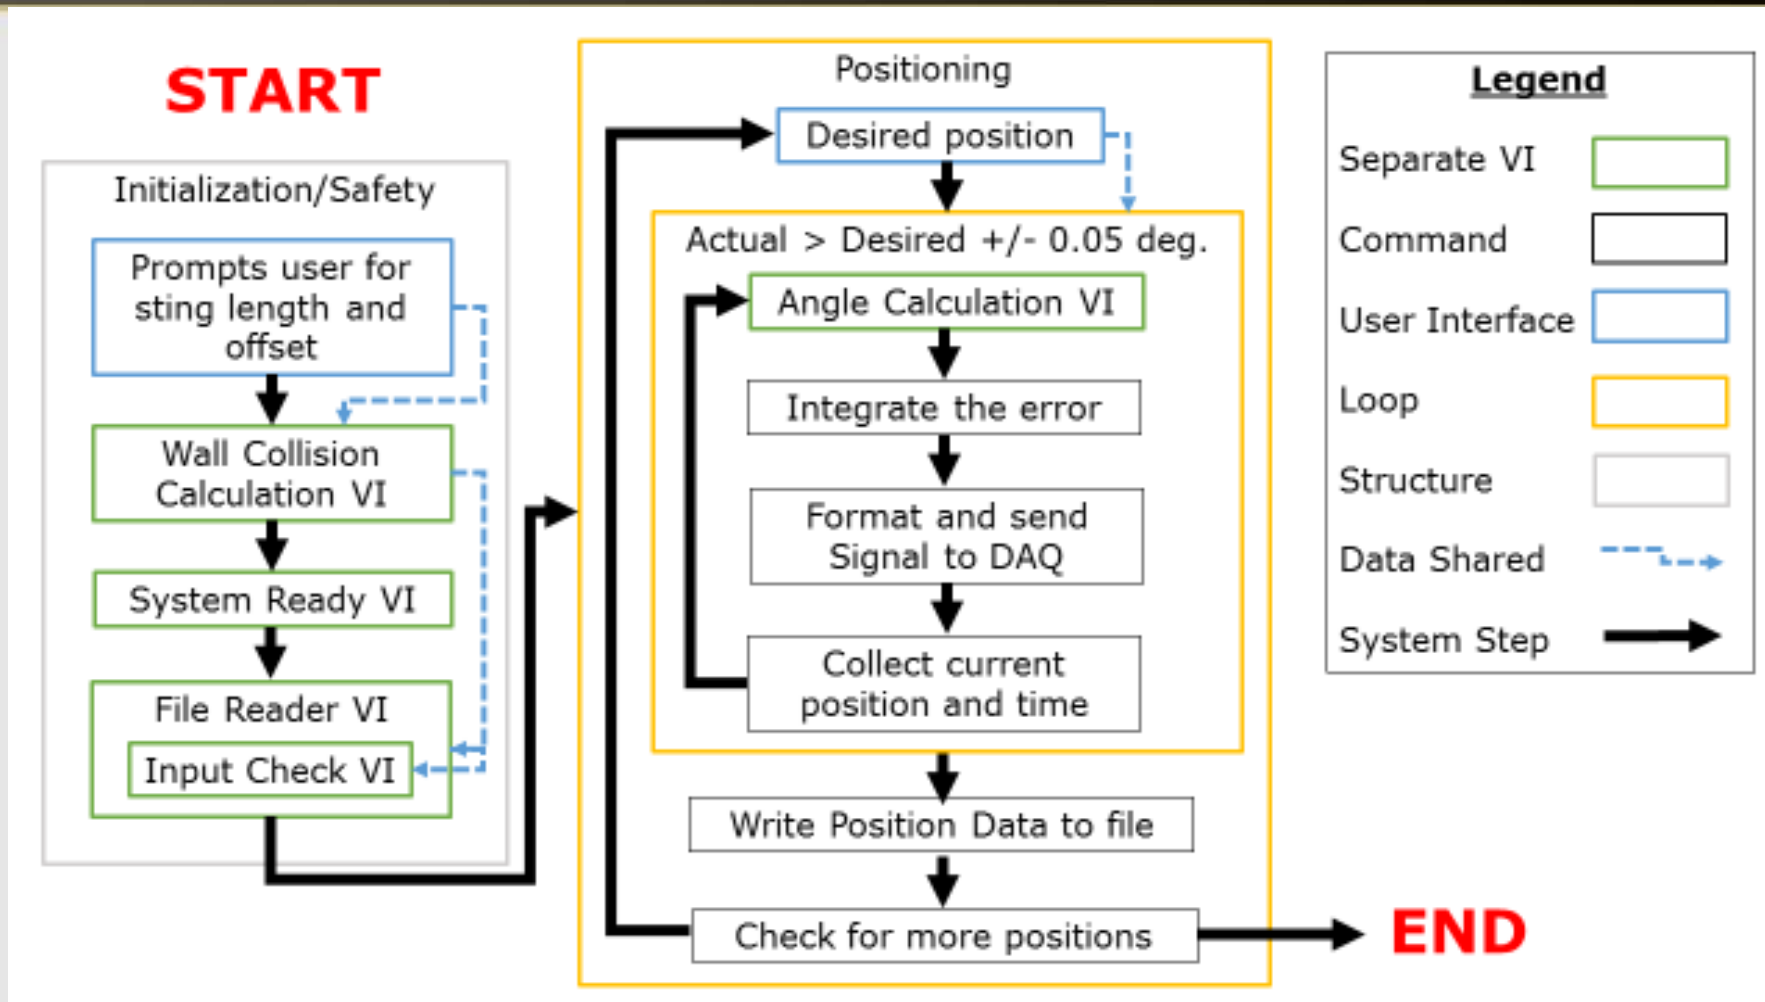 START
Initialization/Safety
Prompts user for
sting length and
offset
Wall Collision
Calculation VI
System Ready VI
File Reader VI
Input Check VI
Positioning
Desired position
Actual > Desired +/- 0.05 deg.
Angle Calculation VI
Integrate the error
Format and send
Signal to DAQ
Collect current
position and time
Write Position Data to file
Check for more positions
END
Legend
Separate VI
Command
User Interface
Loop
Structure
Data Shared
System Step